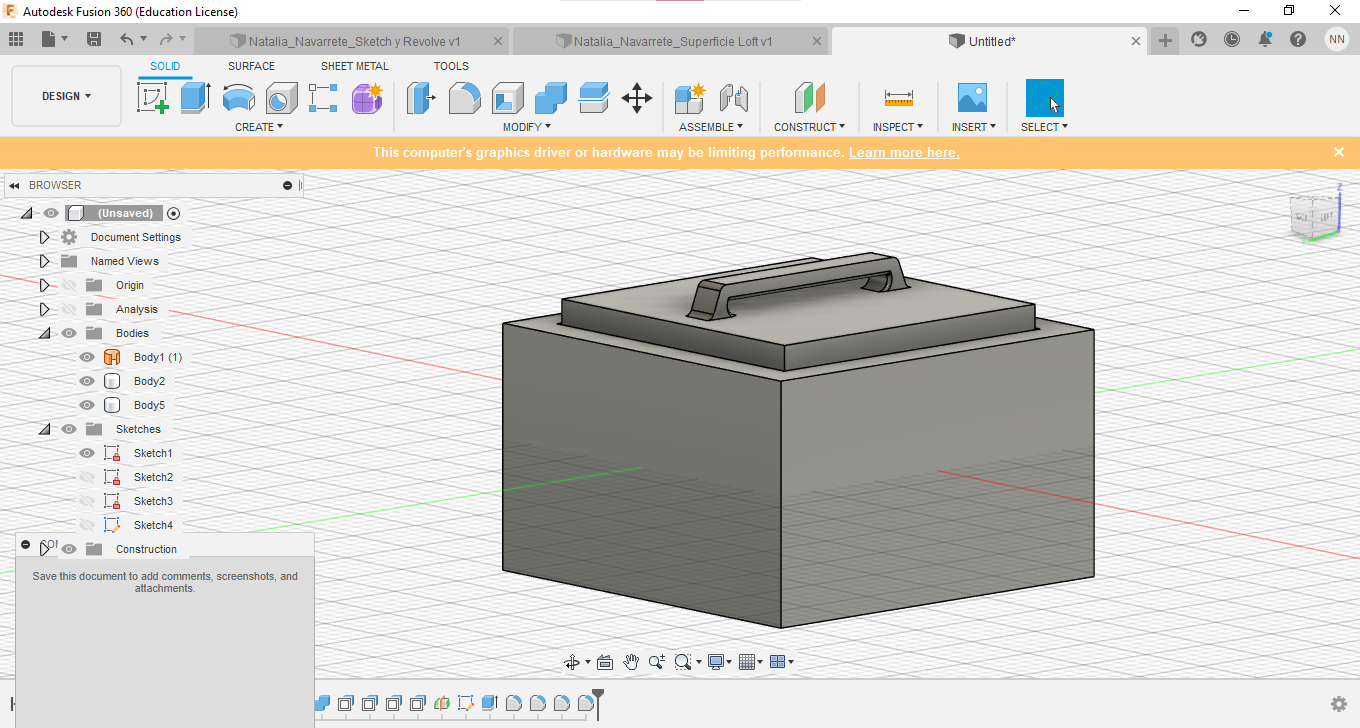 Autodesk Fusion 360 (Education License)
Natalia_Navarrete_Sketch y Revolve v1
Natalia_Navarrete_Superficie Loft v1
Untitled*
NN
DESIGN
SOLID
SURFACE
SHEET METAL
TOOLS
CREATE
MODIFY
ASSEMBLE
CONSTRUCT
INSPECT
INSERT
SELECT
This computer's graphics driver or hardware may be limiting performance. Learn more here.
BROWSER
(Unsaved)
Document Settings
Named Views
Origin
Analysis
Bodies
Body1 (1)
Body2
Body5
Sketches
Sketch1
Sketch2
Sketch3
Sketch4
Construction
Save this document to add comments, screenshots, and
attachments.
Z
LEFT